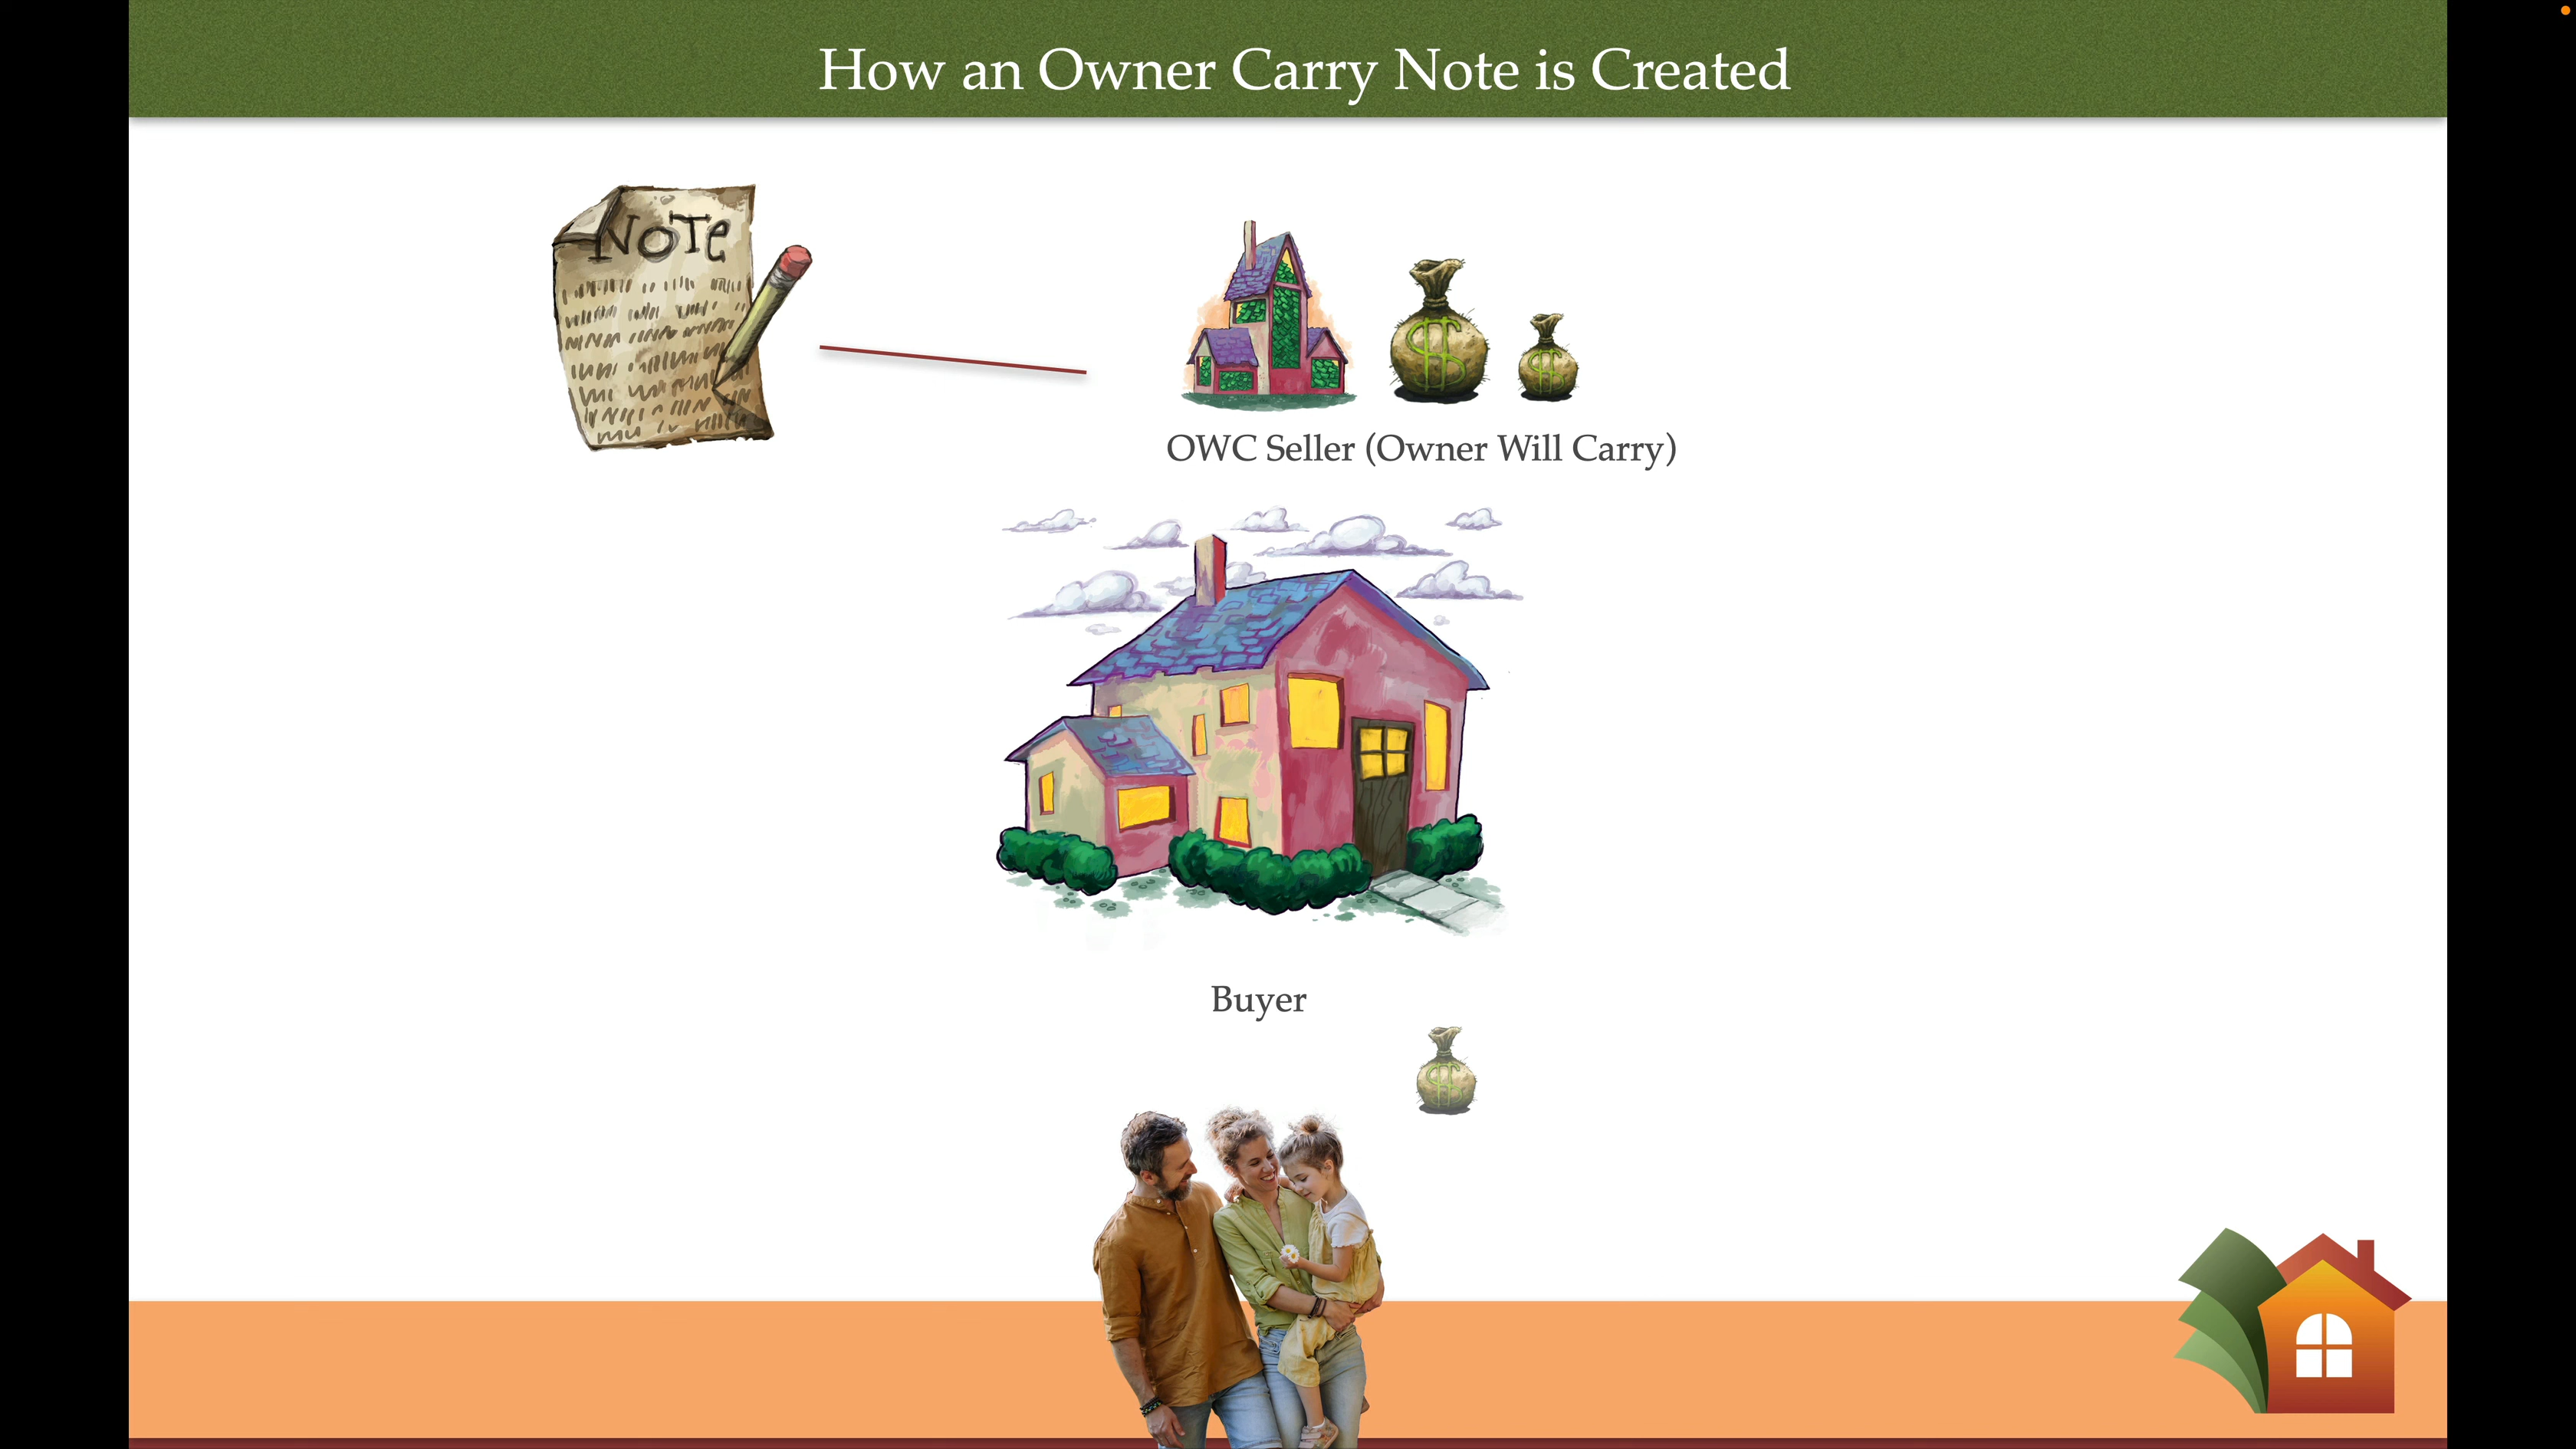 How an Owner Carry Note is Created
NOTe
OWC Seller (Owner Will Carry)
Buyer